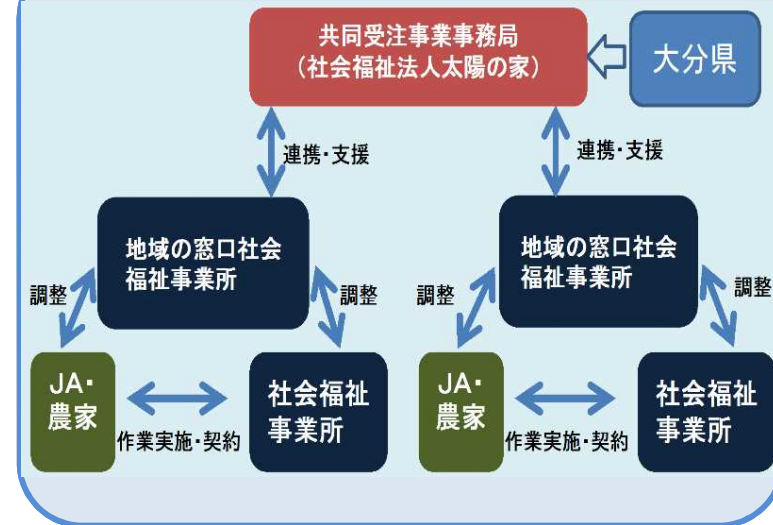 共同受注事業事務局
（社会福祉法人太陽の家）
大分県
連携・支援
連携・支援
地域の窓口社会
福祉事業所
地域の窓口社会
福祉事業所
調整
調整
調整
調整
JA・
農家
社会福祉
事業所
JA・
農家
社会福祉
事業所
作業実施・契約
作業実施・契約